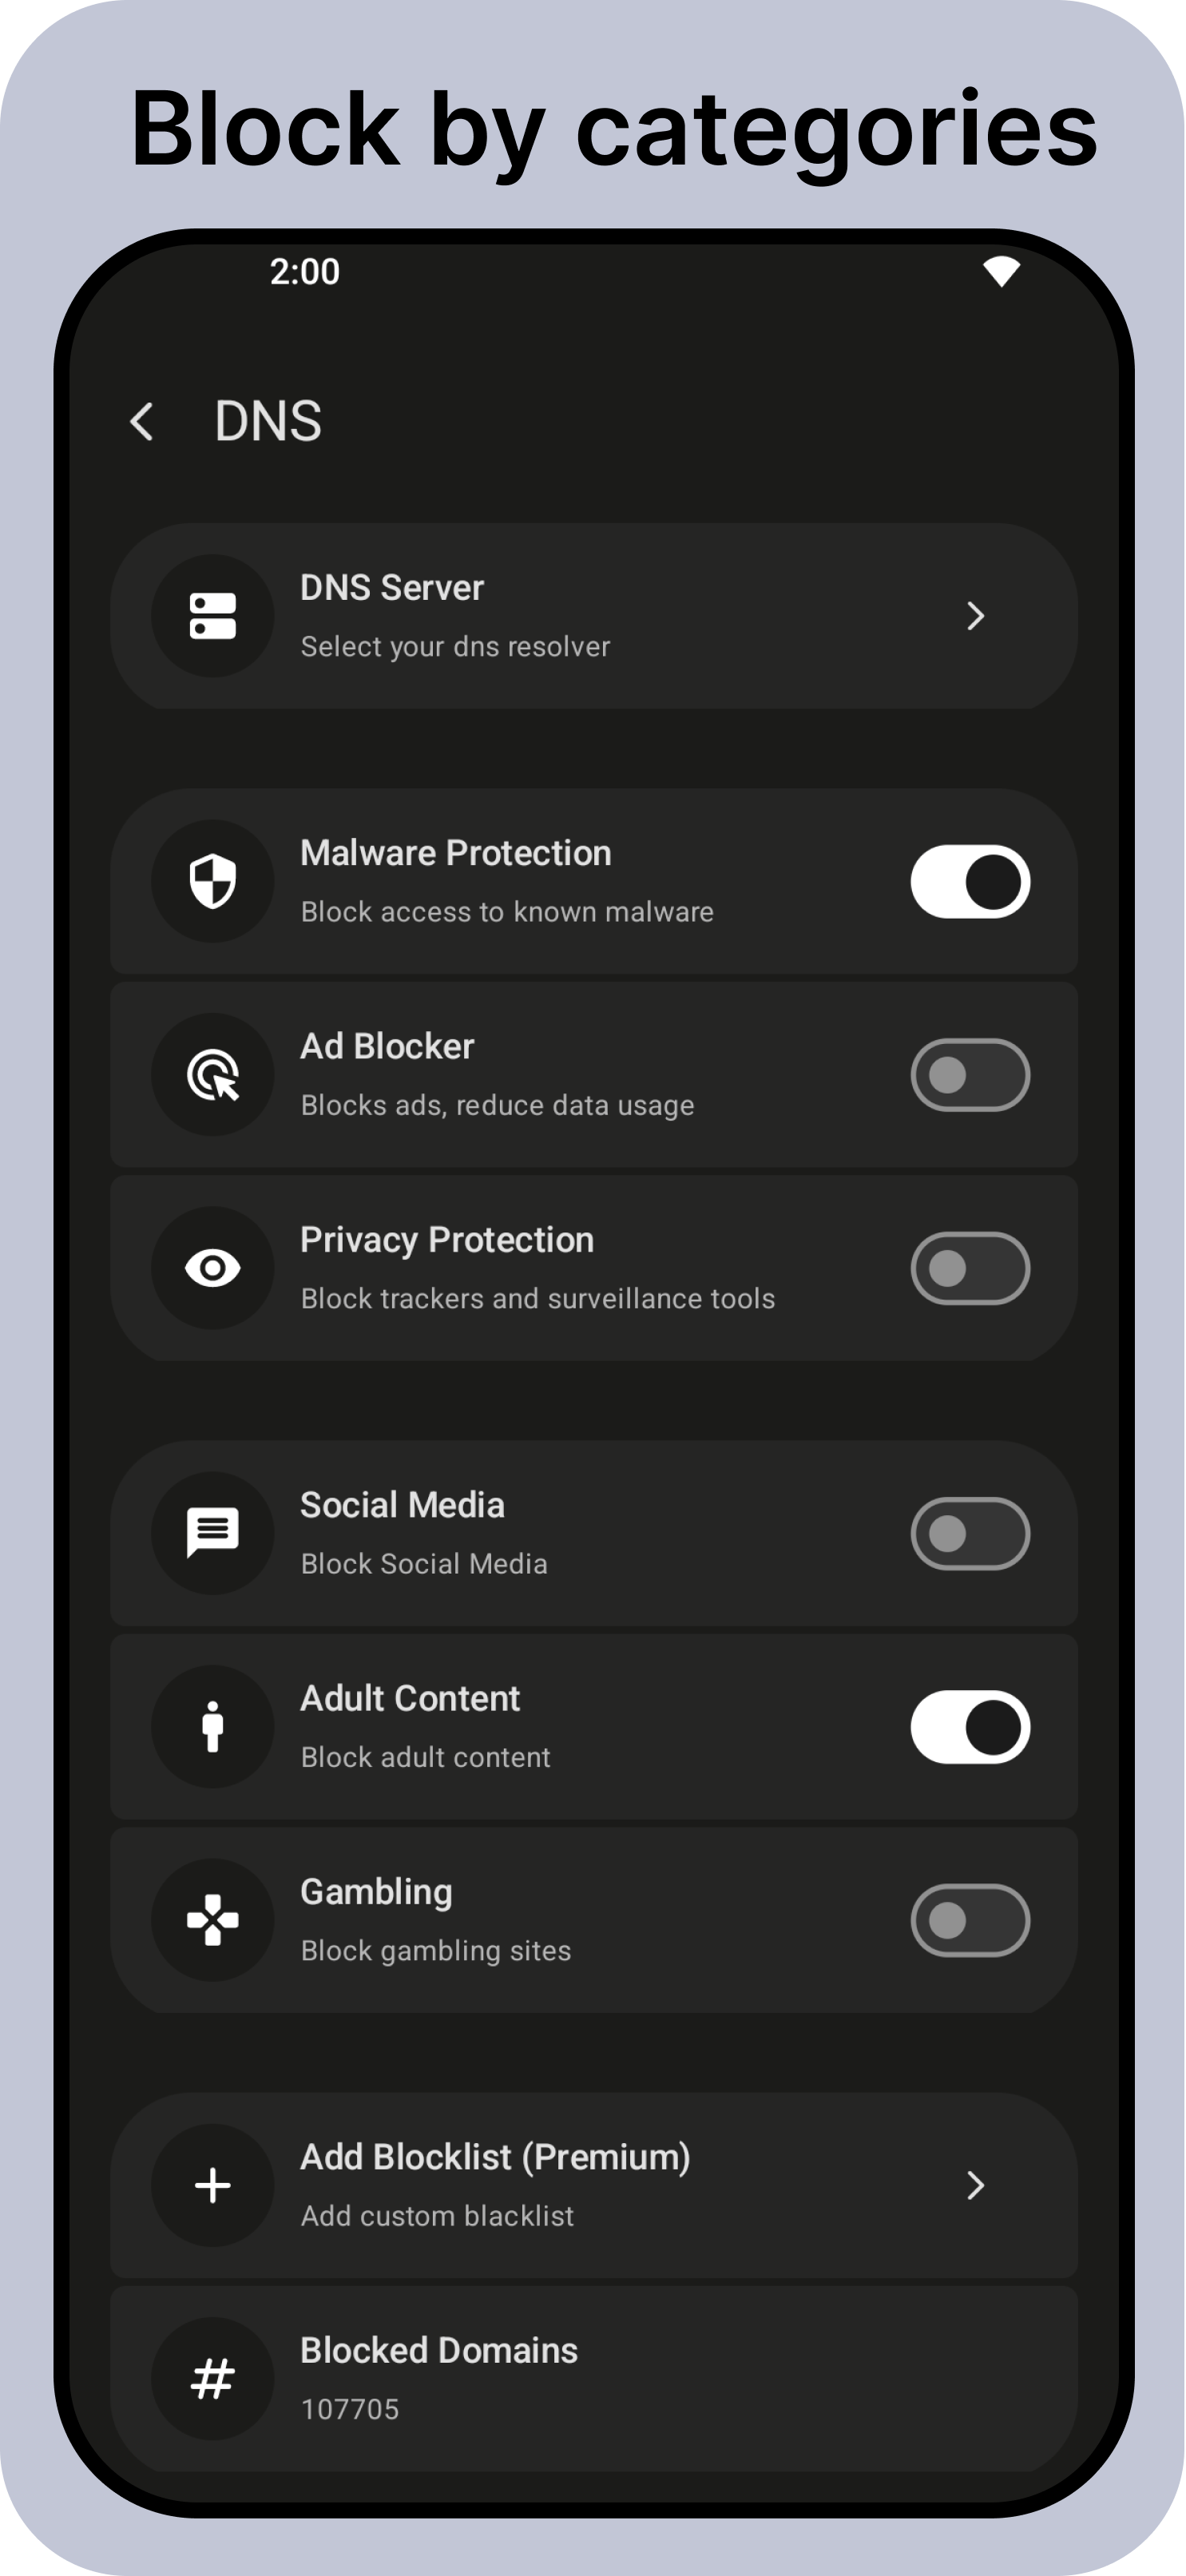 Block by categories
2:00
DNS
DNS Server
Select your dns resolver
Malware Protection
Block access to known malware
Ad Blocker
Blocks ads, reduce data usage
Privacy Protection
Block trackers and surveillance tools
Social Media
Block Social Media
Adult Content
Block adult content
Gambling
Block gambling sites
Add Blocklist (Premium)
Add custom blacklist
Blocked Domains
107705